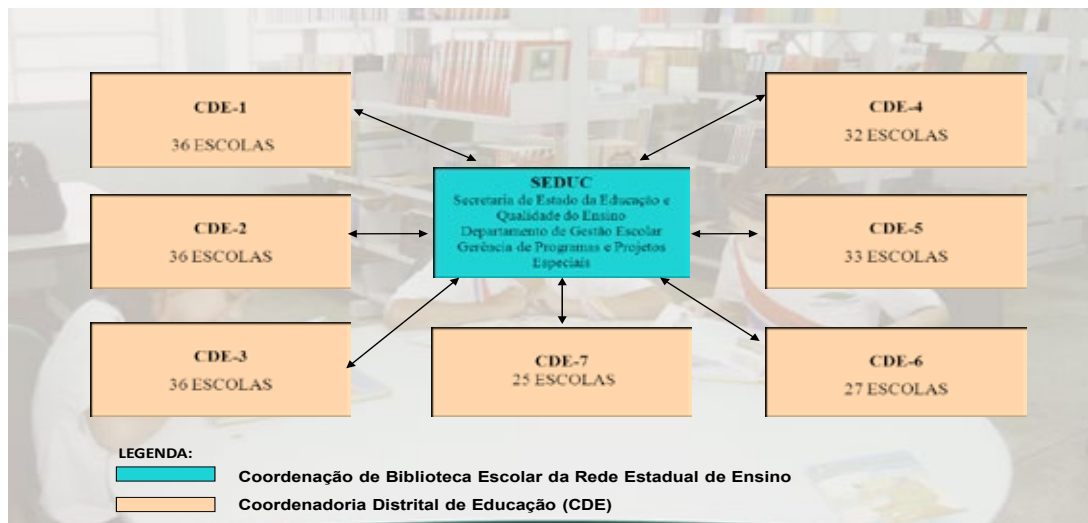 CDE-1
36 ESCOLAS
CDE-2
36 ESCOLAS
CDE-3
36 ESCOLAS
SEDUC
Secretaria de Estado da Educação e
Qualidade do Ensino
Departamento de Gestão Escolar
Gerência de Programas e Projetos
Especiais
CDE-7
25 ESCOLAS
CDE-4
32 ESCOLAS
CDE-5
33 ESCOLAS
CDE-6
27 ESCOLAS
LEGENDA:
Coordenação de Biblioteca Escolar da Rede Estadual de Ensino
Coordenadoria Distrital de Educação (CDE)